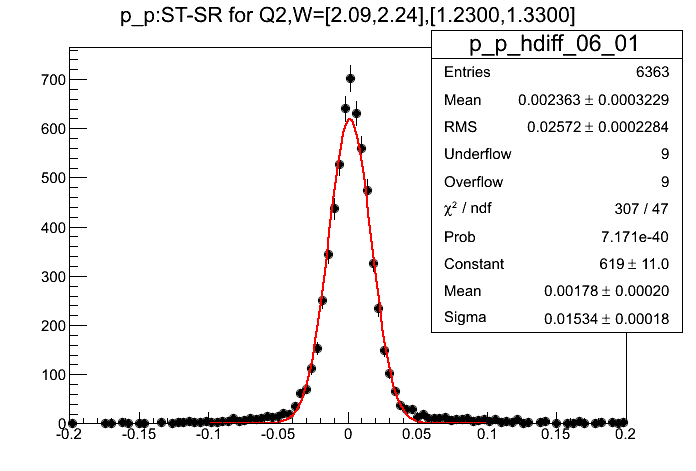 p_p:ST-SR for Q2,W=[2.09,2.24],[1.2300,1.3300]
p_p_hdiff_06_01
Entries 6363
Mean 0.002363 ± 0.0003229
RMS 0.02572 ± 0.0002284
Underflow 9
Overflow 9
χ² / ndf 307 / 47
Prob 7.171e-40
Constant 619 ± 11.0
Mean 0.00178 ± 0.00020
Sigma 0.01534 ± 0.00018
700
600
500
400
300
200
100
0
-0.2 -0.15 -0.1 -0.05 0 0.05 0.1 0.15 0.2